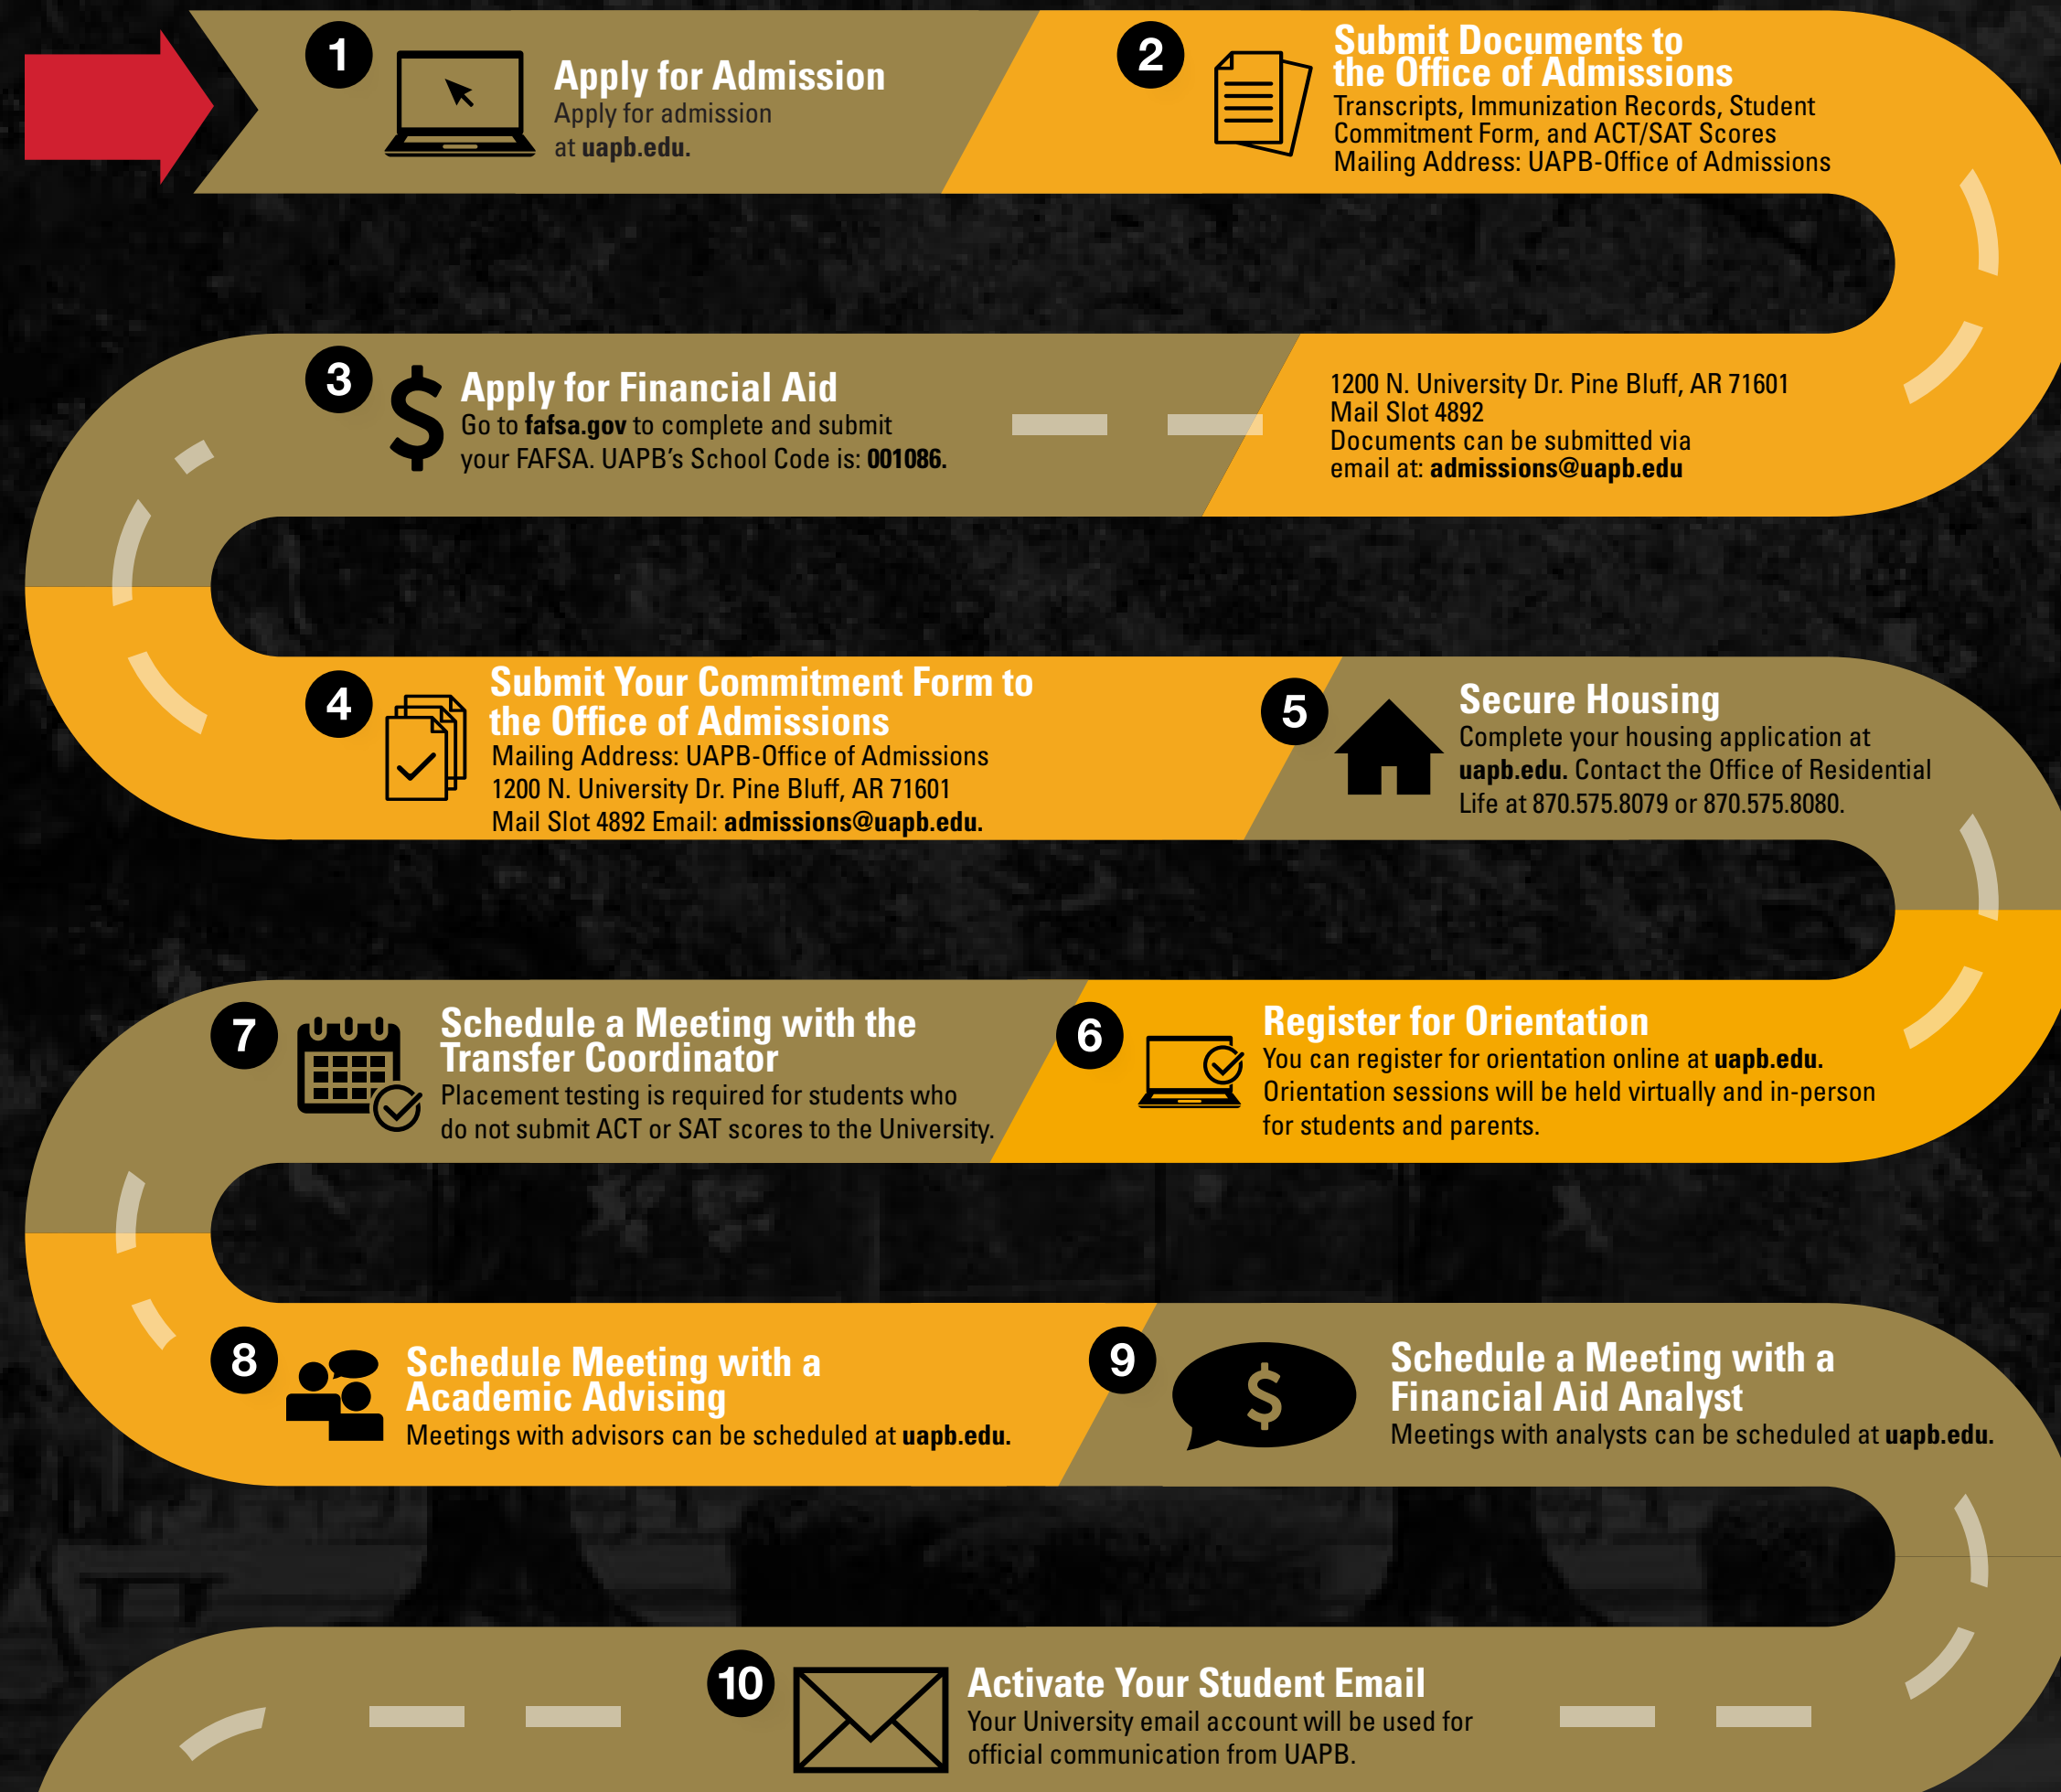 1
Apply for Admission
Apply for admission
at uapb.edu.
2
Submit Documents to
the Office of Admissions
Transcripts, Immunization Records, Student
Commitment Form, and ACT/SAT Scores
Mailing Address: UAPB-Office of Admissions
1200 N. University Dr. Pine Bluff, AR 71601
Mail Slot 4892
Documents can be submitted via
email at: admissions@uapb.edu
3
$
Apply for Financial Aid
Go to fafsa.gov to complete and submit
your FAFSA. UAPB’s School Code is: 001086.
4
Submit Your Commitment Form to
the Office of Admissions
Mailing Address: UAPB-Office of Admissions
1200 N. University Dr. Pine Bluff, AR 71601
Mail Slot 4892 Email: admissions@uapb.edu.
5
Secure Housing
Complete your housing application at
uapb.edu. Contact the Office of Residential
Life at 870.575.8079 or 870.575.8080.
6
Register for Orientation
You can register for orientation online at uapb.edu.
Orientation sessions will be held virtually and in-person
for students and parents.
7
Schedule a Meeting with the
Transfer Coordinator
Placement testing is required for students who
do not submit ACT or SAT scores to the University.
8
Schedule Meeting with a
Academic Advising
Meetings with advisors can be scheduled at uapb.edu.
9
$
Schedule a Meeting with a
Financial Aid Analyst
Meetings with analysts can be scheduled at uapb.edu.
10
Activate Your Student Email
Your University email account will be used for
official communication from UAPB.